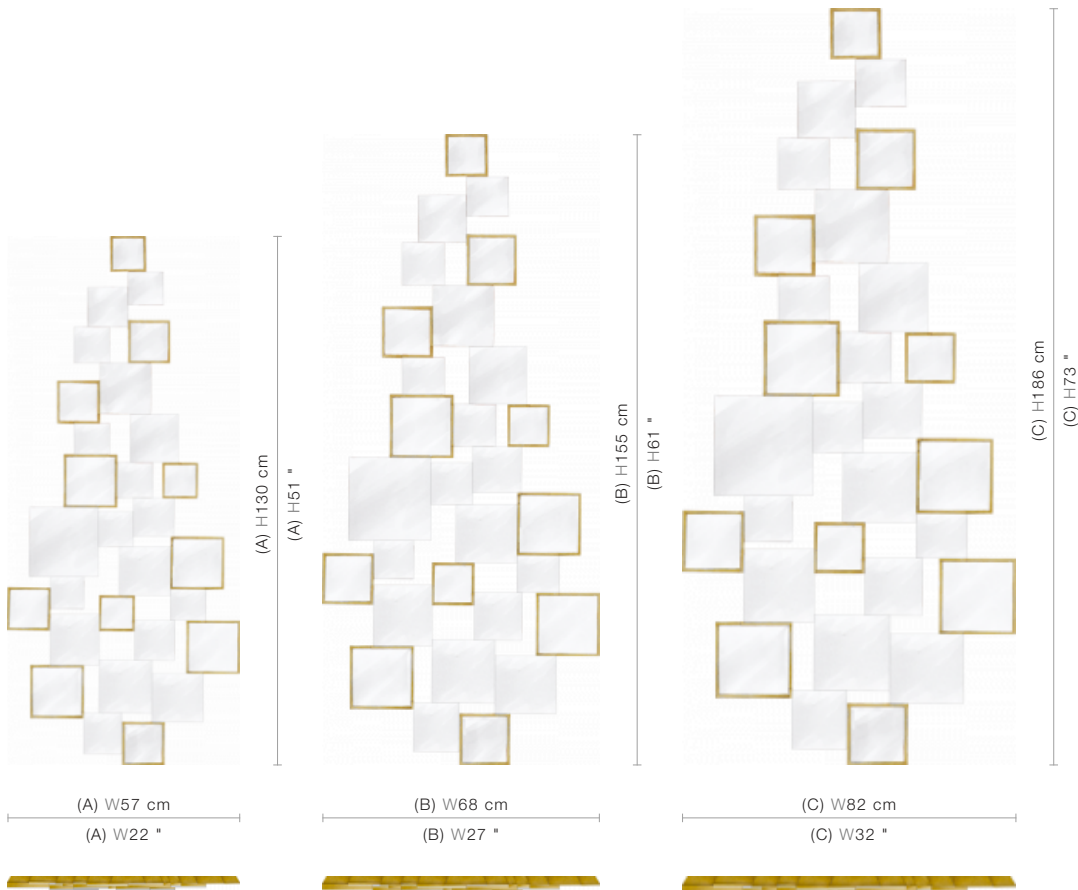 (A) H130 cm
(A) H51 "
(B) H155 cm
(B) H61 "
(C) H186 cm
(C) H73 "
(A) W57 cm
(A) W22 "
(B) W68 cm
(B) W27 "
(C) W82 cm
(C) W32 "